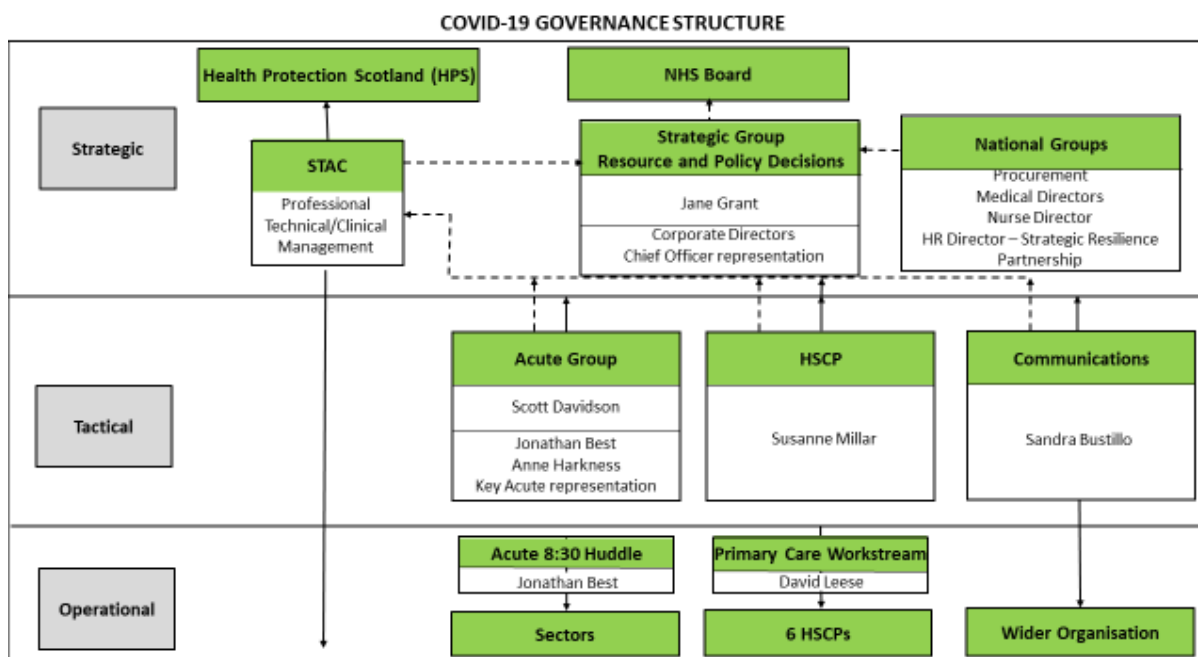 COVID-19 GOVERNANCE STRUCTURE
Health Protection Scotland (HPS)
NHS Board
Strategic
STAC
Professional
Technical/Clinical
Management
Strategic Group
Resource and Policy Decisions
Jane Grant
Corporate Directors
Chief Officer representation
National Groups
Procurement
Medical Directors
Nurse Director
HR Director – Strategic Resilience
Partnership
Tactical
Acute Group
Scott Davidson
Jonathan Best
Anne Harkness
Key Acute representation
HSCP
Susanne Millar
Communications
Sandra Bustillo
Operational
Acute 8:30 Huddle
Jonathan Best
Sectors
Primary Care Workstream
David Leese
6 HSCPs
Wider Organisation